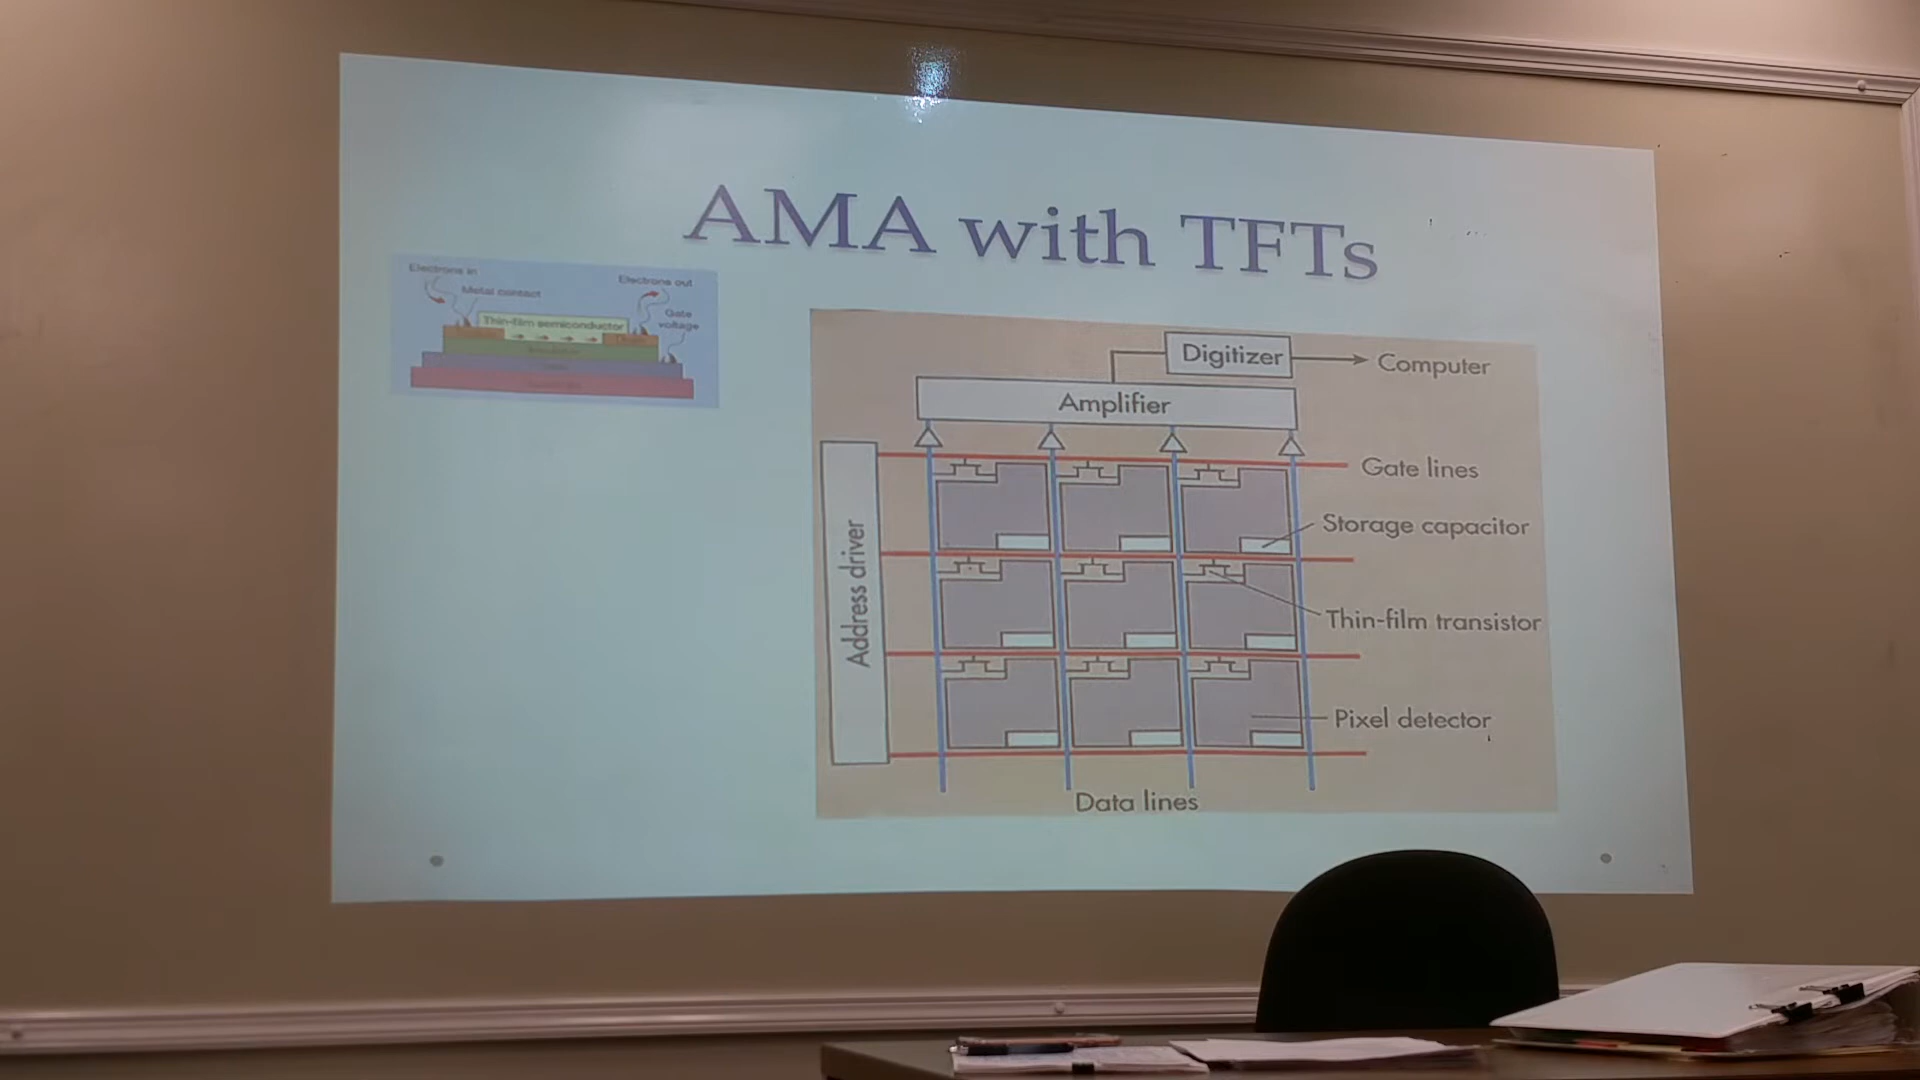 AMA with TFTs
Electrons in
Metal contact
Electrons out
Gate
voltage
Thin-film semiconductor
Digitizer
Computer
Amplifier
Gate lines
Storage capacitor
Address driver
Thin-film transistor
Pixel detector
Data lines